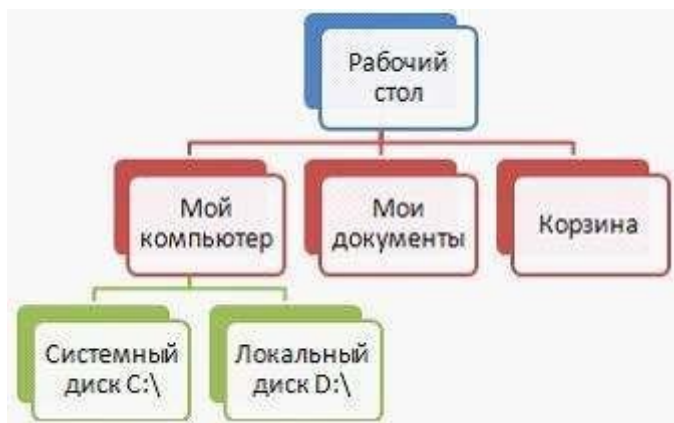 Рабочий
стол
Мой
компьютер
Мои
документы
Корзина
Системный
диск C:\
Локальный
диск D:\